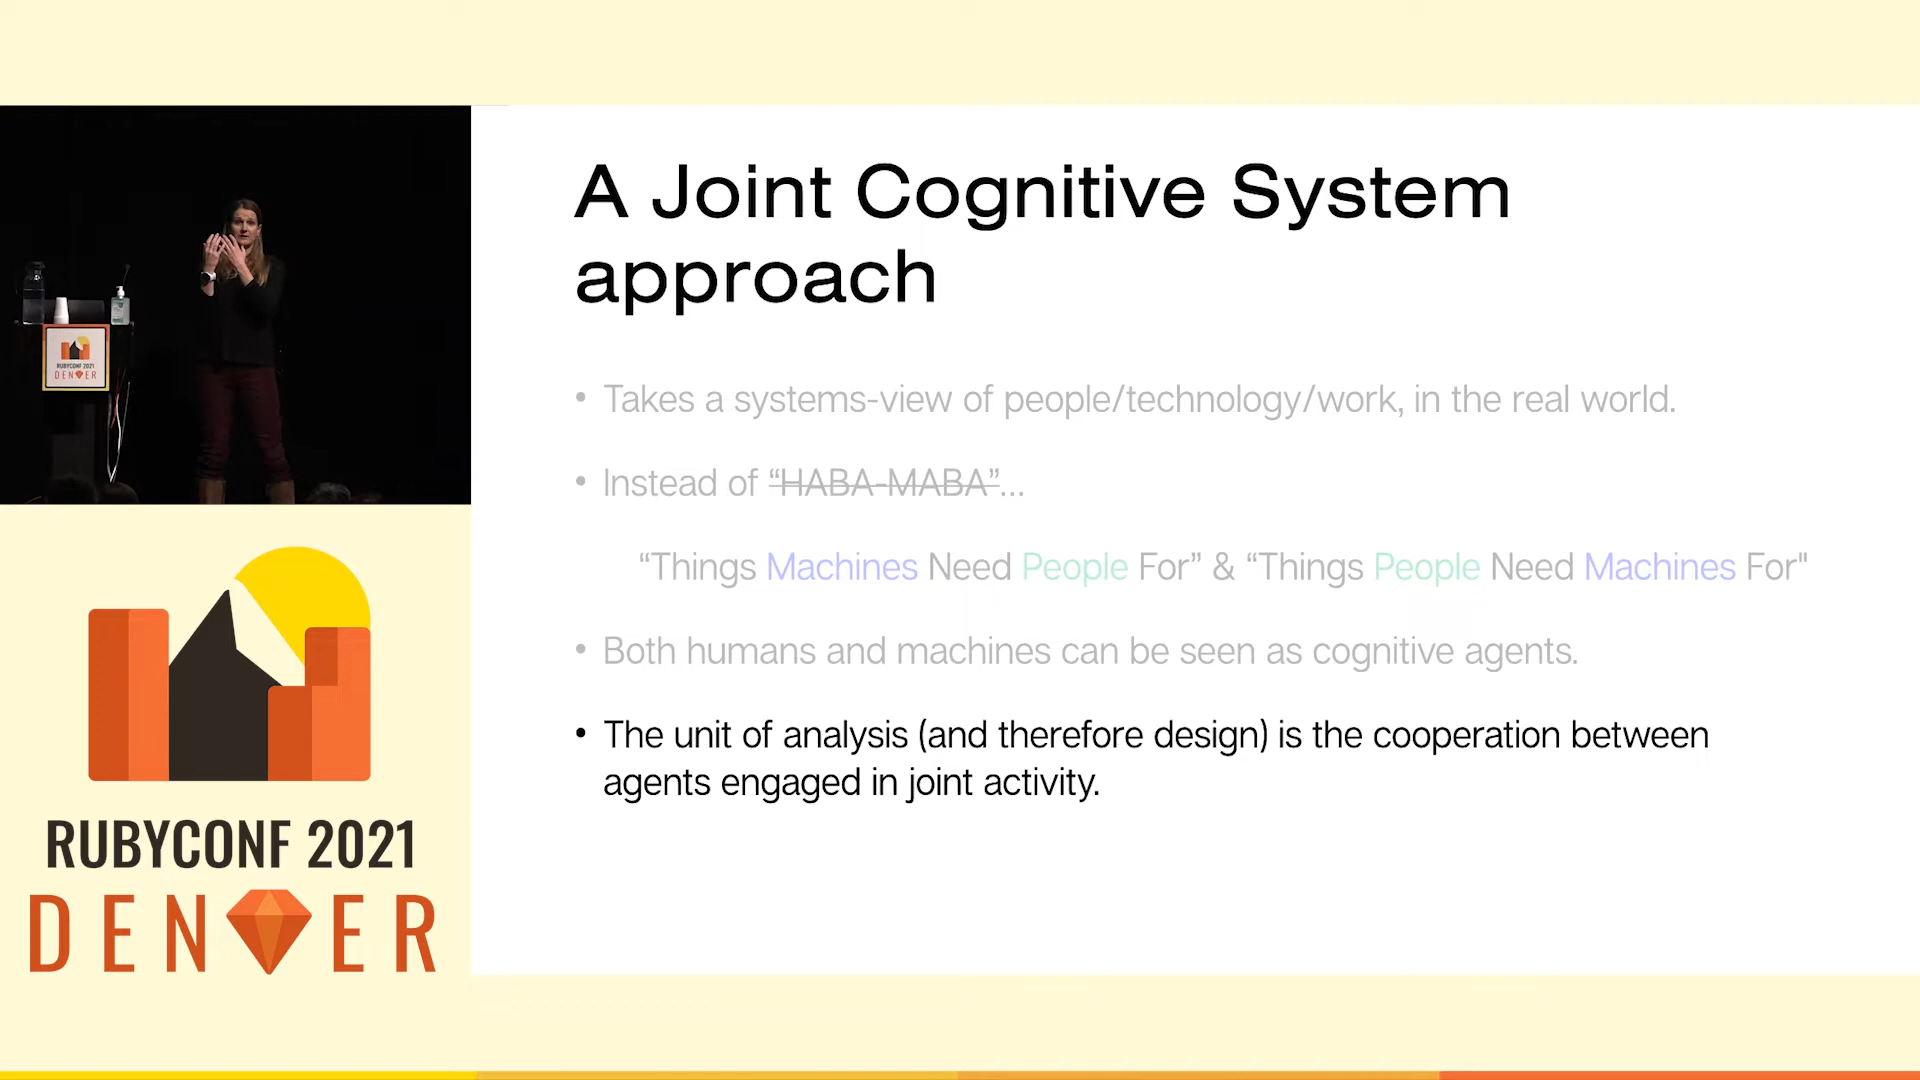 A Joint Cognitive System
approach
• Takes a systems-view of people/technology/work, in the real world.
• Instead of “HABA-MABA”...
“Things Machines Need People For” & “Things People Need Machines For"
• Both humans and machines can be seen as cognitive agents.
• The unit of analysis (and therefore design) is the cooperation between
agents engaged in joint activity.
RUBYCONF 2021
DENVER
RUBYCONF 2021
DENVER